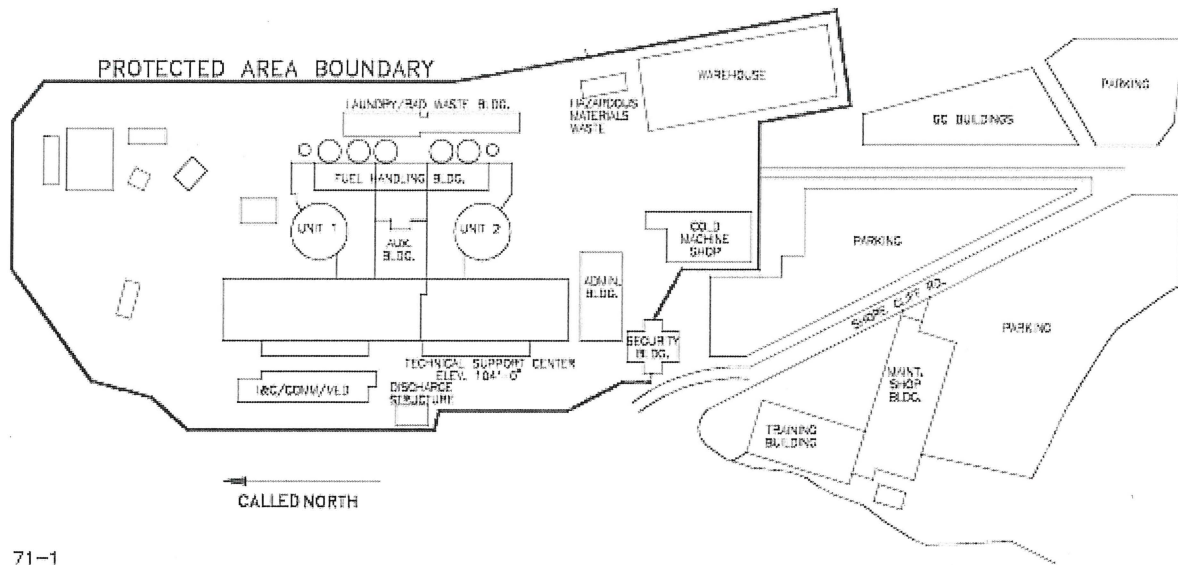 PROTECTED AREA BOUNDARY
WAREHOUSE
PARKING
LAUNDRY/RAD WASTE BLDG.
HAZARDOUS
MATERIALS
WASTE
GC BUILDINGS
FUEL HANDLING BLDG.
UNIT 1
UNIT 2
AUX.
BLDG.
COLD
MACHINE
SHOP
PARKING
ADMIN.
BLDG.
SHORE CLIFF RD.
PARKING
SECURITY
BLDG.
TECHNICAL SUPPORT CENTER
ELEV. 104' 0"
I&C/COMM/MED
DISCHARGE
STRUCTURE
MAINT.
SHOP
BLDG.
TRAINING
BUILDING
CALLED NORTH
71-1